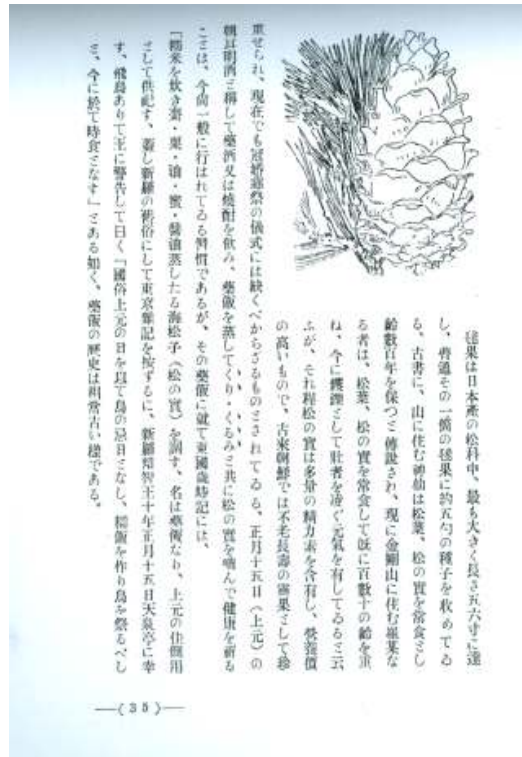 毬果は日本產の松科中、最も大きく長さ五六寸に達
し、普通その一箇の毬果に約五勺の種子を收めてゐ
る、古書に、山に住む神仙は松葉、松の實を常食とし
齡數百年を保つと傳說され、現に金剛山に住む
る者は、松葉、松の實を常食して既に百數十の齡を重
ね、今に矍鑠として壯者を凌ぐ元氣を有してゐると云
ふが、それ程松の實は多量の精力素を含有し、營養價
の高いもので、古來朝鮮では不老長壽の靈果として珍
重せられ、現在でも冠婚葬祭の儀式には缺くべからざるものとされてゐる、正月十五日(上元)の
朝耳明酒と稱して藥酒又は燒酎を飮み、藥飯を蒸してくり・くるみと共に松の實を嚙んで健康を祈る
ことは、今尙一般に行はれてゐる習慣であるが、その藥飯に就て東國歲時記には、
「糯米を炊き棗・栗・油・蜜・醬油蒸したる海松子(松の實)を調す、名は藥飯なり、上元の佳饌用
として供祀す、蓋し新羅の舊俗にして東京雜記を按ずるに、新羅炤智王十年正月十五日天泉亭に幸
す、飛鳥ありて王に警告して曰く「國俗上元の日を以て烏の忌日となし、糯飯を作り烏を祭るべし
と、今に於て時食となす」とある如く、藥飯の歷史は相當古い樣である。
(35)